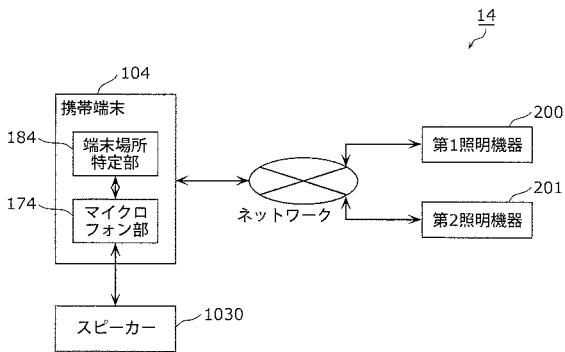 14
104
携帯端末
184
端末場所
特定部
174
マイクロ
フォン部
ネットワーク
200
第1照明機器
201
第2照明機器
スピーカー
1030